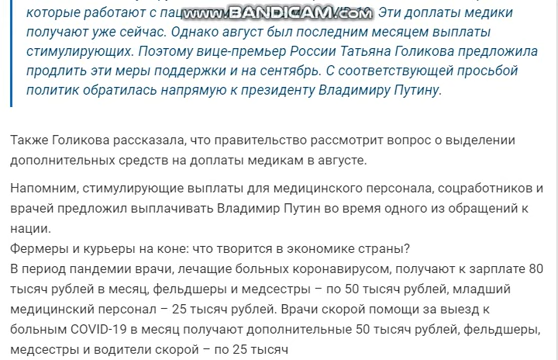 которые работают с пац
WWW.BANDICAM.COM
Эти доплаты медики
получают уже сейчас. Однако август был последним месяцем выплаты
стимулирующих. Поэтому вице-премьер России Татьяна Голикова предложила
продлить эти меры поддержки и на сентябрь. С соответствующей просьбой
политик обратилась напрямую к президенту Владимиру Путину.
Также Голикова рассказала, что правительство рассмотрит вопрос о выделении
дополнительных средств на доплаты медикам в августе.
Напомним, стимулирующие выплаты для медицинского персонала, соцработников и
врачей предложил выплачивать Владимир Путин во время одного из обращений к
нации.
Фермеры и курьеры на коне: что творится в экономике страны?
В период пандемии врачи, лечащие больных коронавирусом, получают к зарплате 80
тысяч рублей в месяц, фельдшеры и медсестры – по 50 тысяч рублей, младший
медицинский персонал – 25 тысяч рублей. Врачи скорой помощи за выезд к
больным COVID-19 в месяц получают дополнительные 50 тысяч рублей, фельдшеры,
медсестры и водители скорой – по 25 тысяч